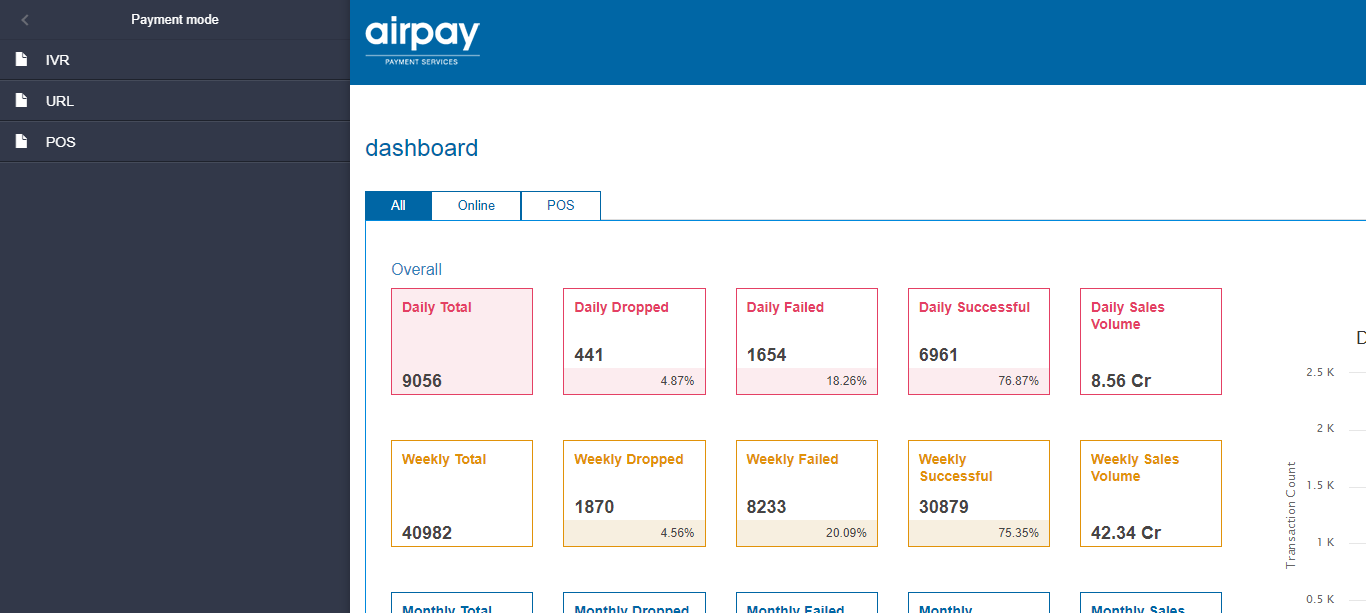 Payment mode
IVR
URL
POS
airpay
PAYMENT SERVICES
dashboard
All
Online
POS
Overall
Daily Total
9056
Daily Dropped
441
4.87%
Daily Failed
1654
18.26%
Daily Successful
6961
76.87%
Daily Sales
Volume
8.56 Cr
Weekly Total
40982
Weekly Dropped
1870
4.56%
Weekly Failed
8233
20.09%
Weekly
Successful
30879
75.35%
Weekly Sales
Volume
42.34 Cr
Monthly Total
Monthly Dropped
Monthly Failed
Monthly
Monthly Sales
D
2.5 K
2 K
1.5 K
1 K
0.5 K
Transaction Count